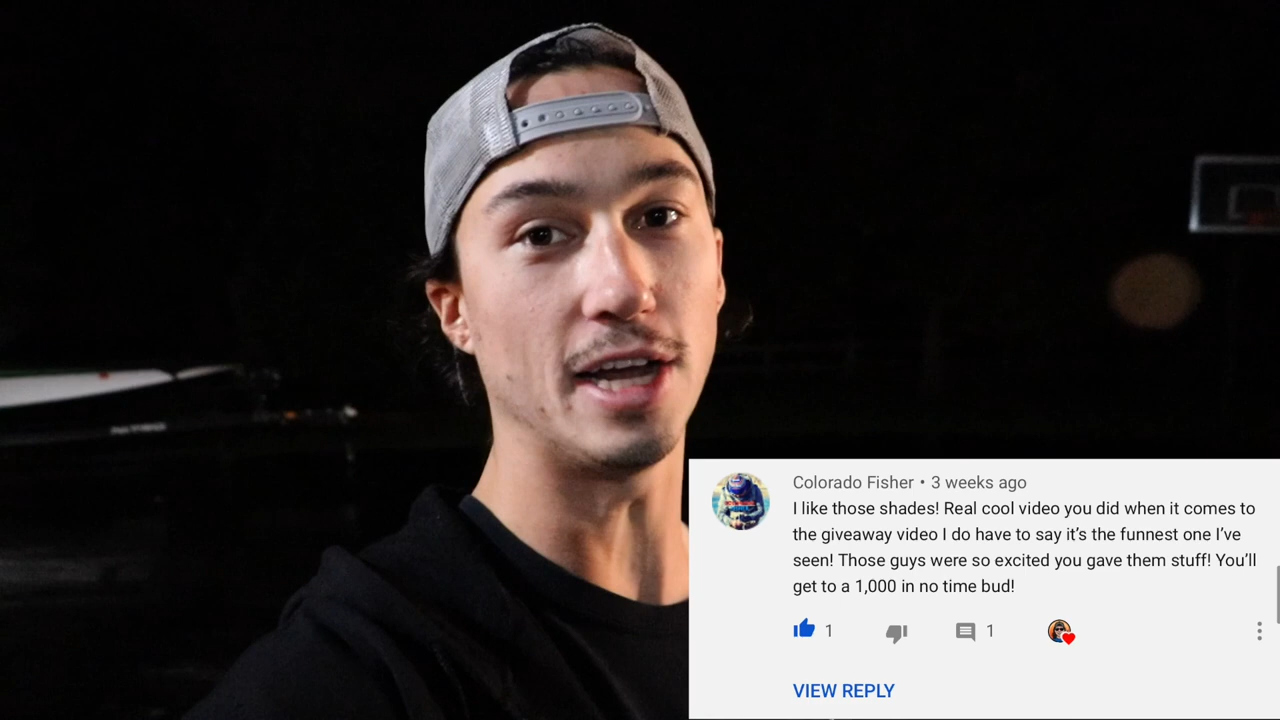 Colorado Fisher • 3 weeks ago
I like those shades! Real cool video you did when it comes to
the giveaway video I do have to say it’s the funnest one I’ve
seen! Those guys were so excited you gave them stuff! You’ll
get to a 1,000 in no time bud!
1
1
VIEW REPLY